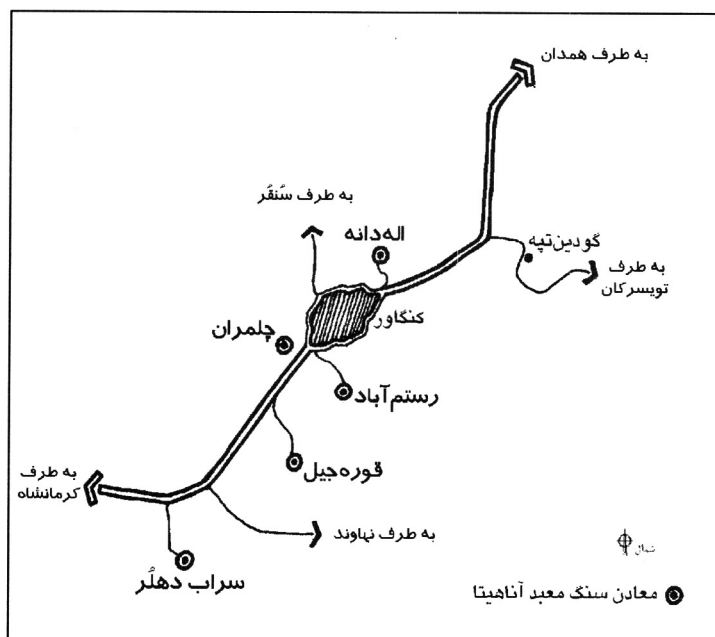 به طرف همدان
به طرف سُنقُر
اله‌دانه
گودین‌تپه
به طرف
تویسرکان
کنگاور
چلمران
رستم‌آباد
قوره‌جیل
به طرف
کرمانشاه
به طرف نهاوند
شمال
سراب دهلُر
معادن سنگ معبد آناهیتا